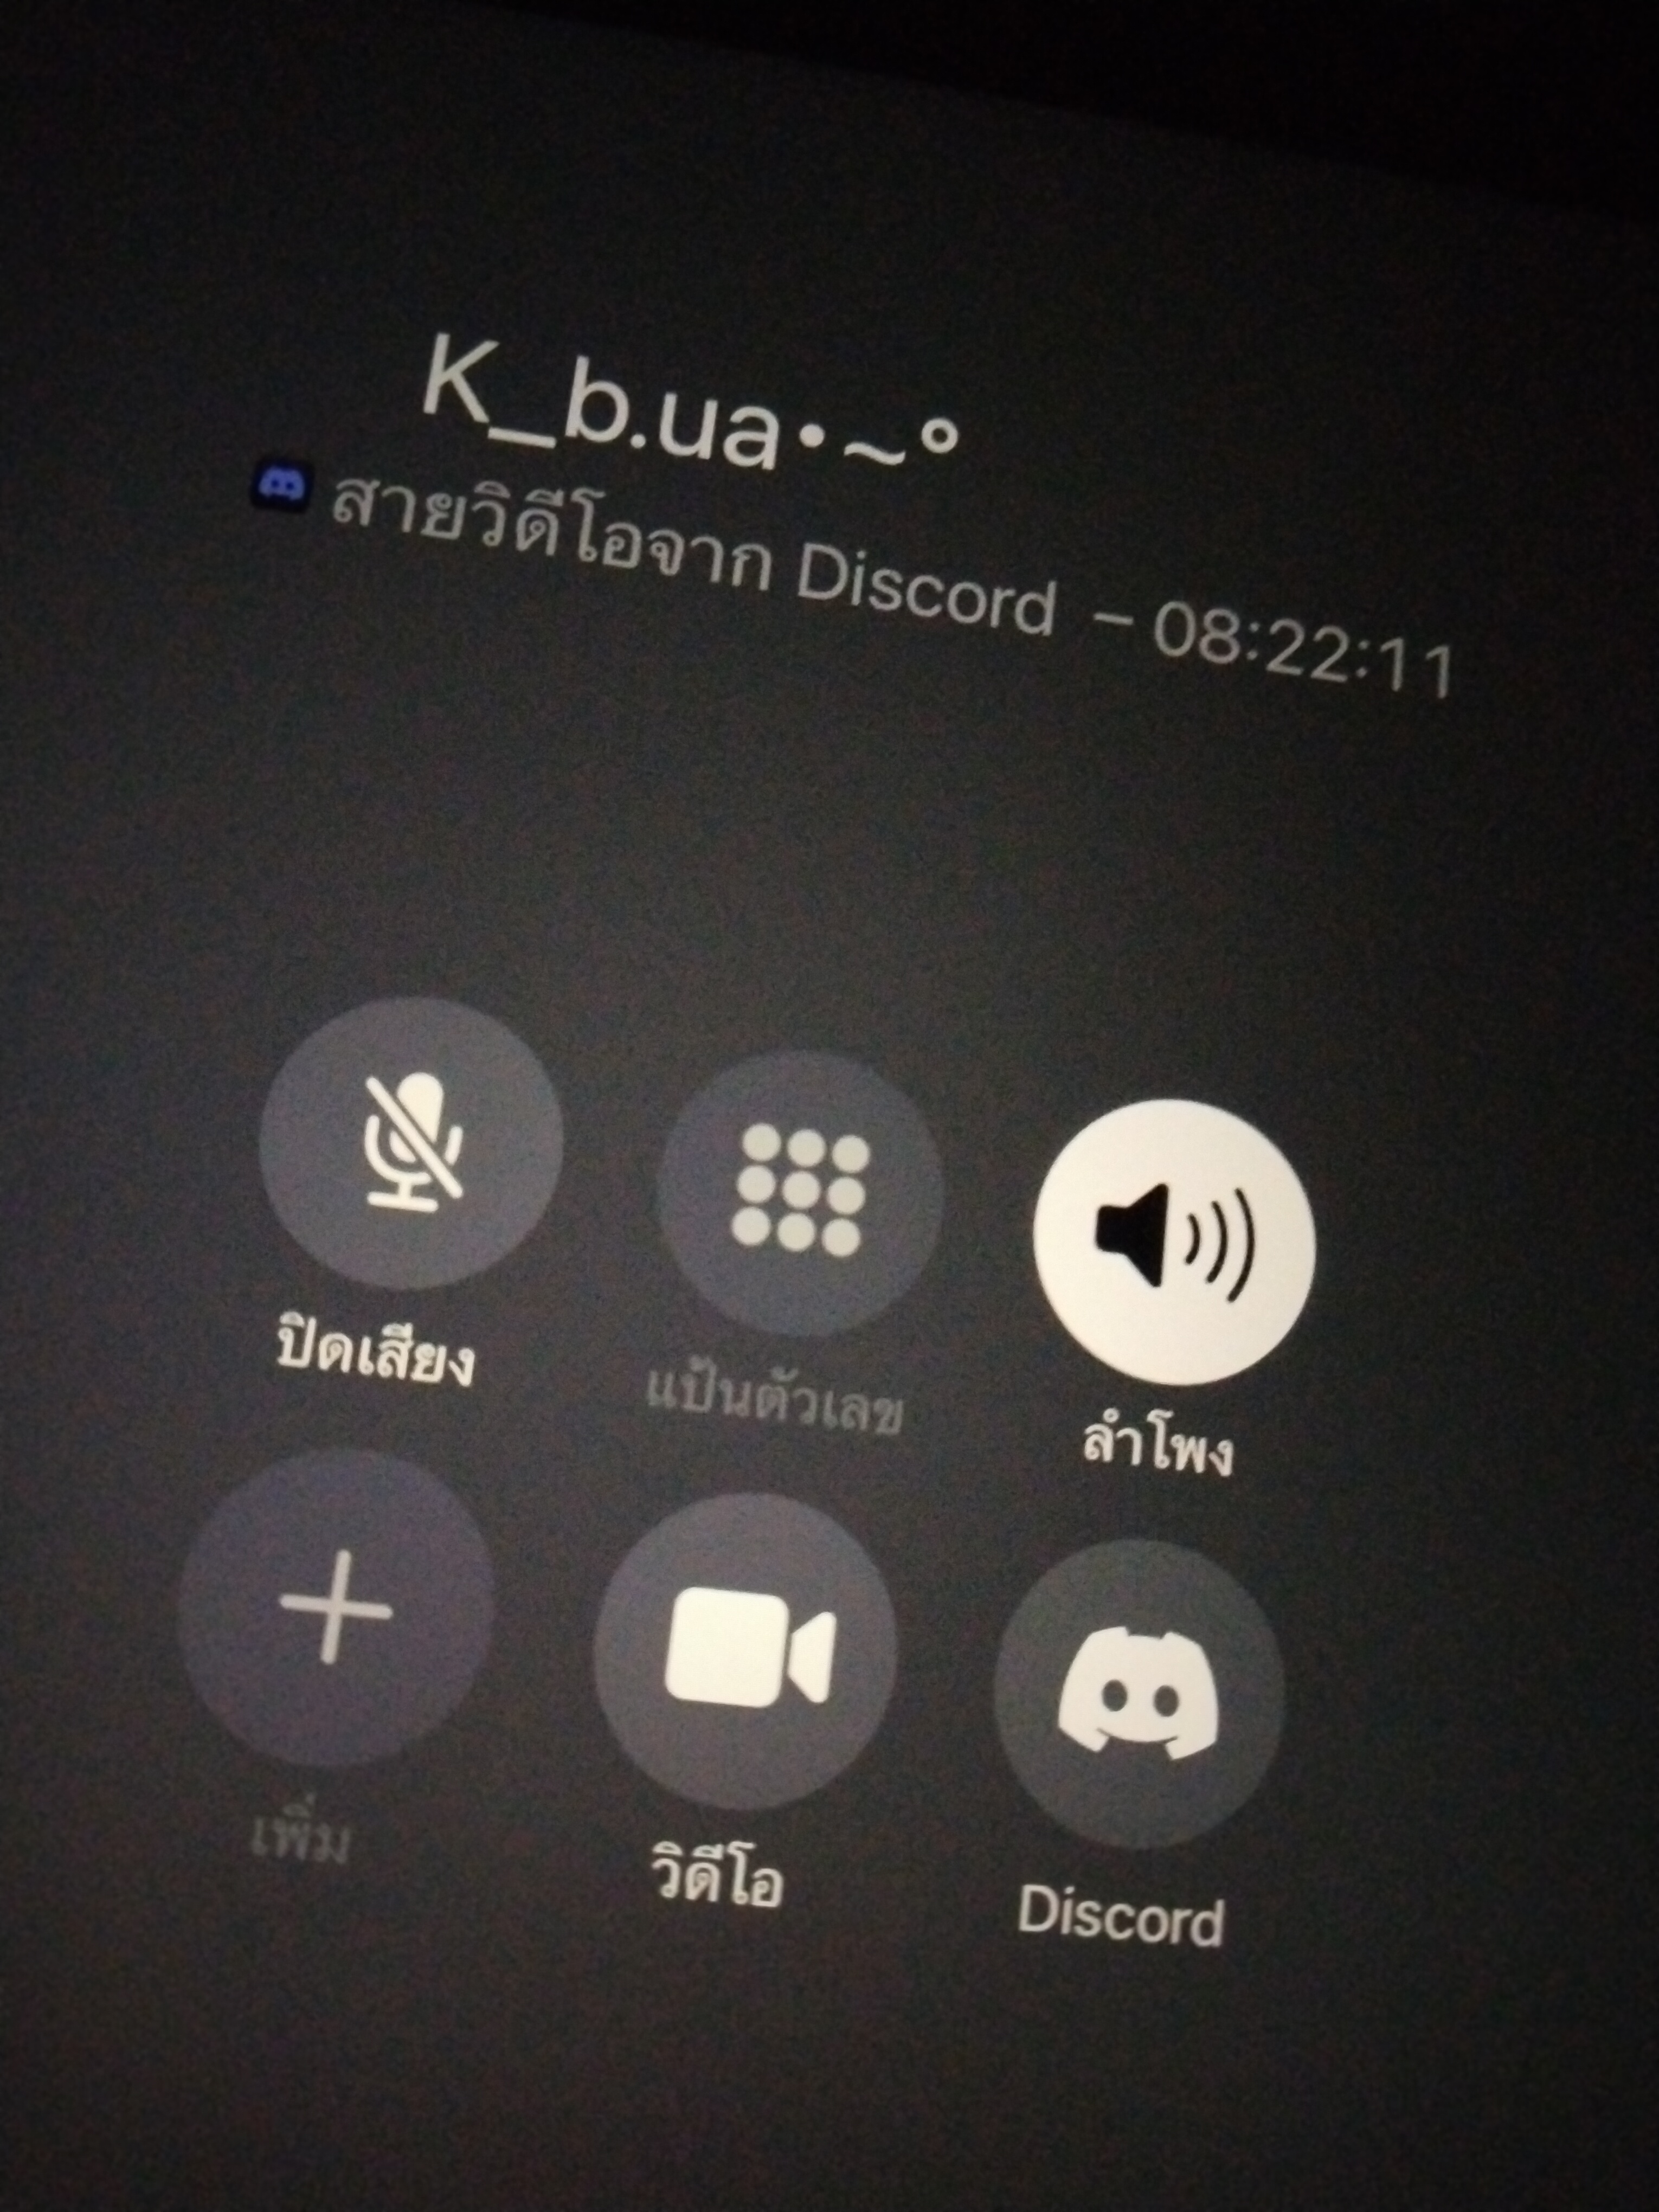 K_b.ua•~°
สายวิดีโอจาก Discord – 08:22:11
ปิดเสียง
แป้นตัวเลข
ลำโพง
เพิ่ม
วิดีโอ
Discord